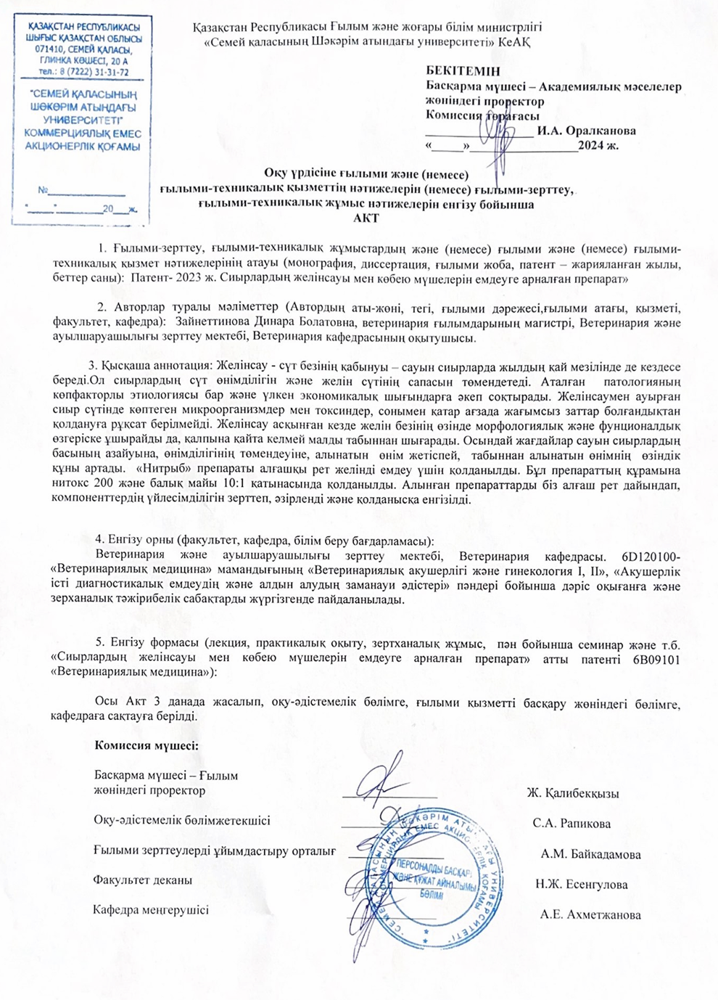 ҚАЗАҚСТАН РЕСПУБЛИКАСЫ
ШЫҒЫС ҚАЗАҚСТАН ОБЛЫСЫ
071410, СЕМЕЙ ҚАЛАСЫ,
ГЛИНКА КӨШЕСІ, 20 А
тел.: 8 (7222) 31-31-72
"СЕМЕЙ ҚАЛАСЫНЫҢ
ШӘКӘРІМ АТЫНДАҒЫ
УНИВЕРСИТЕТІ"
КОММЕРЦИЯЛЫҚ ЕМЕС
АКЦИОНЕРЛІК ҚОҒАМЫ
№______________
"____"________20___ж.
Қазақстан Республикасы Ғылым және жоғары білім министрлігі
«Семей қаласының Шәкәрім атындағы университеті» КеАҚ
БЕКІТЕМІН
Басқарма мүшесі – Академиялық мәселелер
жөніндегі проректор
Комиссия төрағасы
_________________ И.А. Оралканова
«_____»_________________2024 ж.
Оқу үрдісіне ғылыми және (немесе)
ғылыми-техникалық қызметтің нәтижелерін (немесе) ғылыми-зерттеу,
ғылыми-техникалық жұмыс нәтижелерін енгізу бойынша
АКТ
1. Ғылыми-зерттеу, ғылыми-техникалық жұмыстардың және (немесе) ғылыми және (немесе) ғылыми-
техникалық қызмет нәтижелерінің атауы (монография, диссертация, ғылыми жоба, патент – жарияланған жылы,
беттер саны): Патент- 2023 ж. Сиырлардың желінсауы мен көбею мүшелерін емдеуге арналған препарат»
2. Авторлар туралы мәліметтер (Автордың аты-жөні, тегі, ғылыми дәрежесі,ғылыми атағы, қызметі,
факультет, кафедра): Зайнеттинова Динара Болатовна, ветеринария ғылымдарының магистрі, Ветеринария және
ауылшаруашылығы зерттеу мектебі, Ветеринария кафедрасының оқытушысы.
3. Қысқаша аннотация: Желінсау - сүт безінің қабынуы – сауын сиырларда жылдың қай мезілінде де кездесе
береді.Ол сиырлардың сүт өнімділігін және желін сүтінің сапасын төмендетеді. Аталған патологияның
көпфакторлы этиологиясы бар және үлкен экономикалық шығындарға әкеп соқтырады. Желінсаумен ауырған
сиыр сүтінде көптеген микроорганизмдер мен токсиндер, сонымен қатар ағзада жағымсыз заттар болғандықтан
қолдануға рұқсат берілмейді. Желінсау асқынған кезде желін безінің өзінде морфологиялық және фунционалдық
өзгеріске ұшырайды да, қалпына қайта келмей малды табыннан шығарады. Осындай жағдайлар сауын сиырлардың
басының азайуына, өнімділігінің төмендеуіне, алынатын өнім жетіспей, табыннан алынатын өнімнің өзіндік
құны артады. «Нитрыб» препараты алғашқы рет желінді емдеу үшін қолданылды. Бұл препараттың құрамына
нитокс 200 және балық майы 10:1 қатынасында қолданылды. Алынған препараттарды біз алғаш рет дайындап,
компоненттердің үйлесімділігін зерттеп, әзірленді және қолданысқа енгізілді.
4. Енгізу орны (факультет, кафедра, білім беру бағдарламасы):
Ветеринария және ауылшаруашылығы зерттеу мектебі, Ветеринария кафедрасы. 6D120100-
«Ветеринариялық медицина» мамандығының «Ветеринариялық акушерлігі және гинекология I, II», «Акушерлік
істі диагностикалық емдеудің және алдын алудың заманауи әдістері» пәндері бойынша дәріс оқығанға және
зерханалық тәжірибелік сабақтарды жүргізгенде пайдаланылады.
5. Енгізу формасы (лекция, практикалық оқыту, зертханалық жұмыс, пән бойынша семинар және т.б.
«Сиырлардың желінсауы мен көбею мүшелерін емдеуге арналған препарат» атты патенті 6В09101
«Ветеринариялық медицина»):
Осы Акт 3 данада жасалып, оқу-әдістемелік бөлімге, ғылыми қызметті басқару жөніндегі бөлімге,
кафедраға сақтауға берілді.
Комиссия мүшесі:
Басқарма мүшесі – Ғылым
жөніндегі проректор _______________ Ж. Қалибекқызы
Оқу-әдістемелік бөлімжетекшісі _______________ С.А. Рапикова
Ғылыми зерттеулерді ұйымдастыру орталығ _______________ А.М. Байкадамова
Факультет деканы _______________ Н.Ж. Есенгулова
Кафедра меңгерушісі _______________ А.Е. Ахметжанова
"СЕМЕЙ ҚАЛАСЫНЫҢ ШӘКӘРІМ АТЫНДАҒЫ УНИВЕРСИТЕТІ"
КОММЕРЦИЯЛЫҚ ЕМЕС АКЦИОНЕРЛІК ҚОҒАМЫ
ПЕРСОНАЛДЫ БАСҚАРУ
ЖӘНЕ ҚҰЖАТ АЙНАЛЫМЫ
БӨЛІМІ